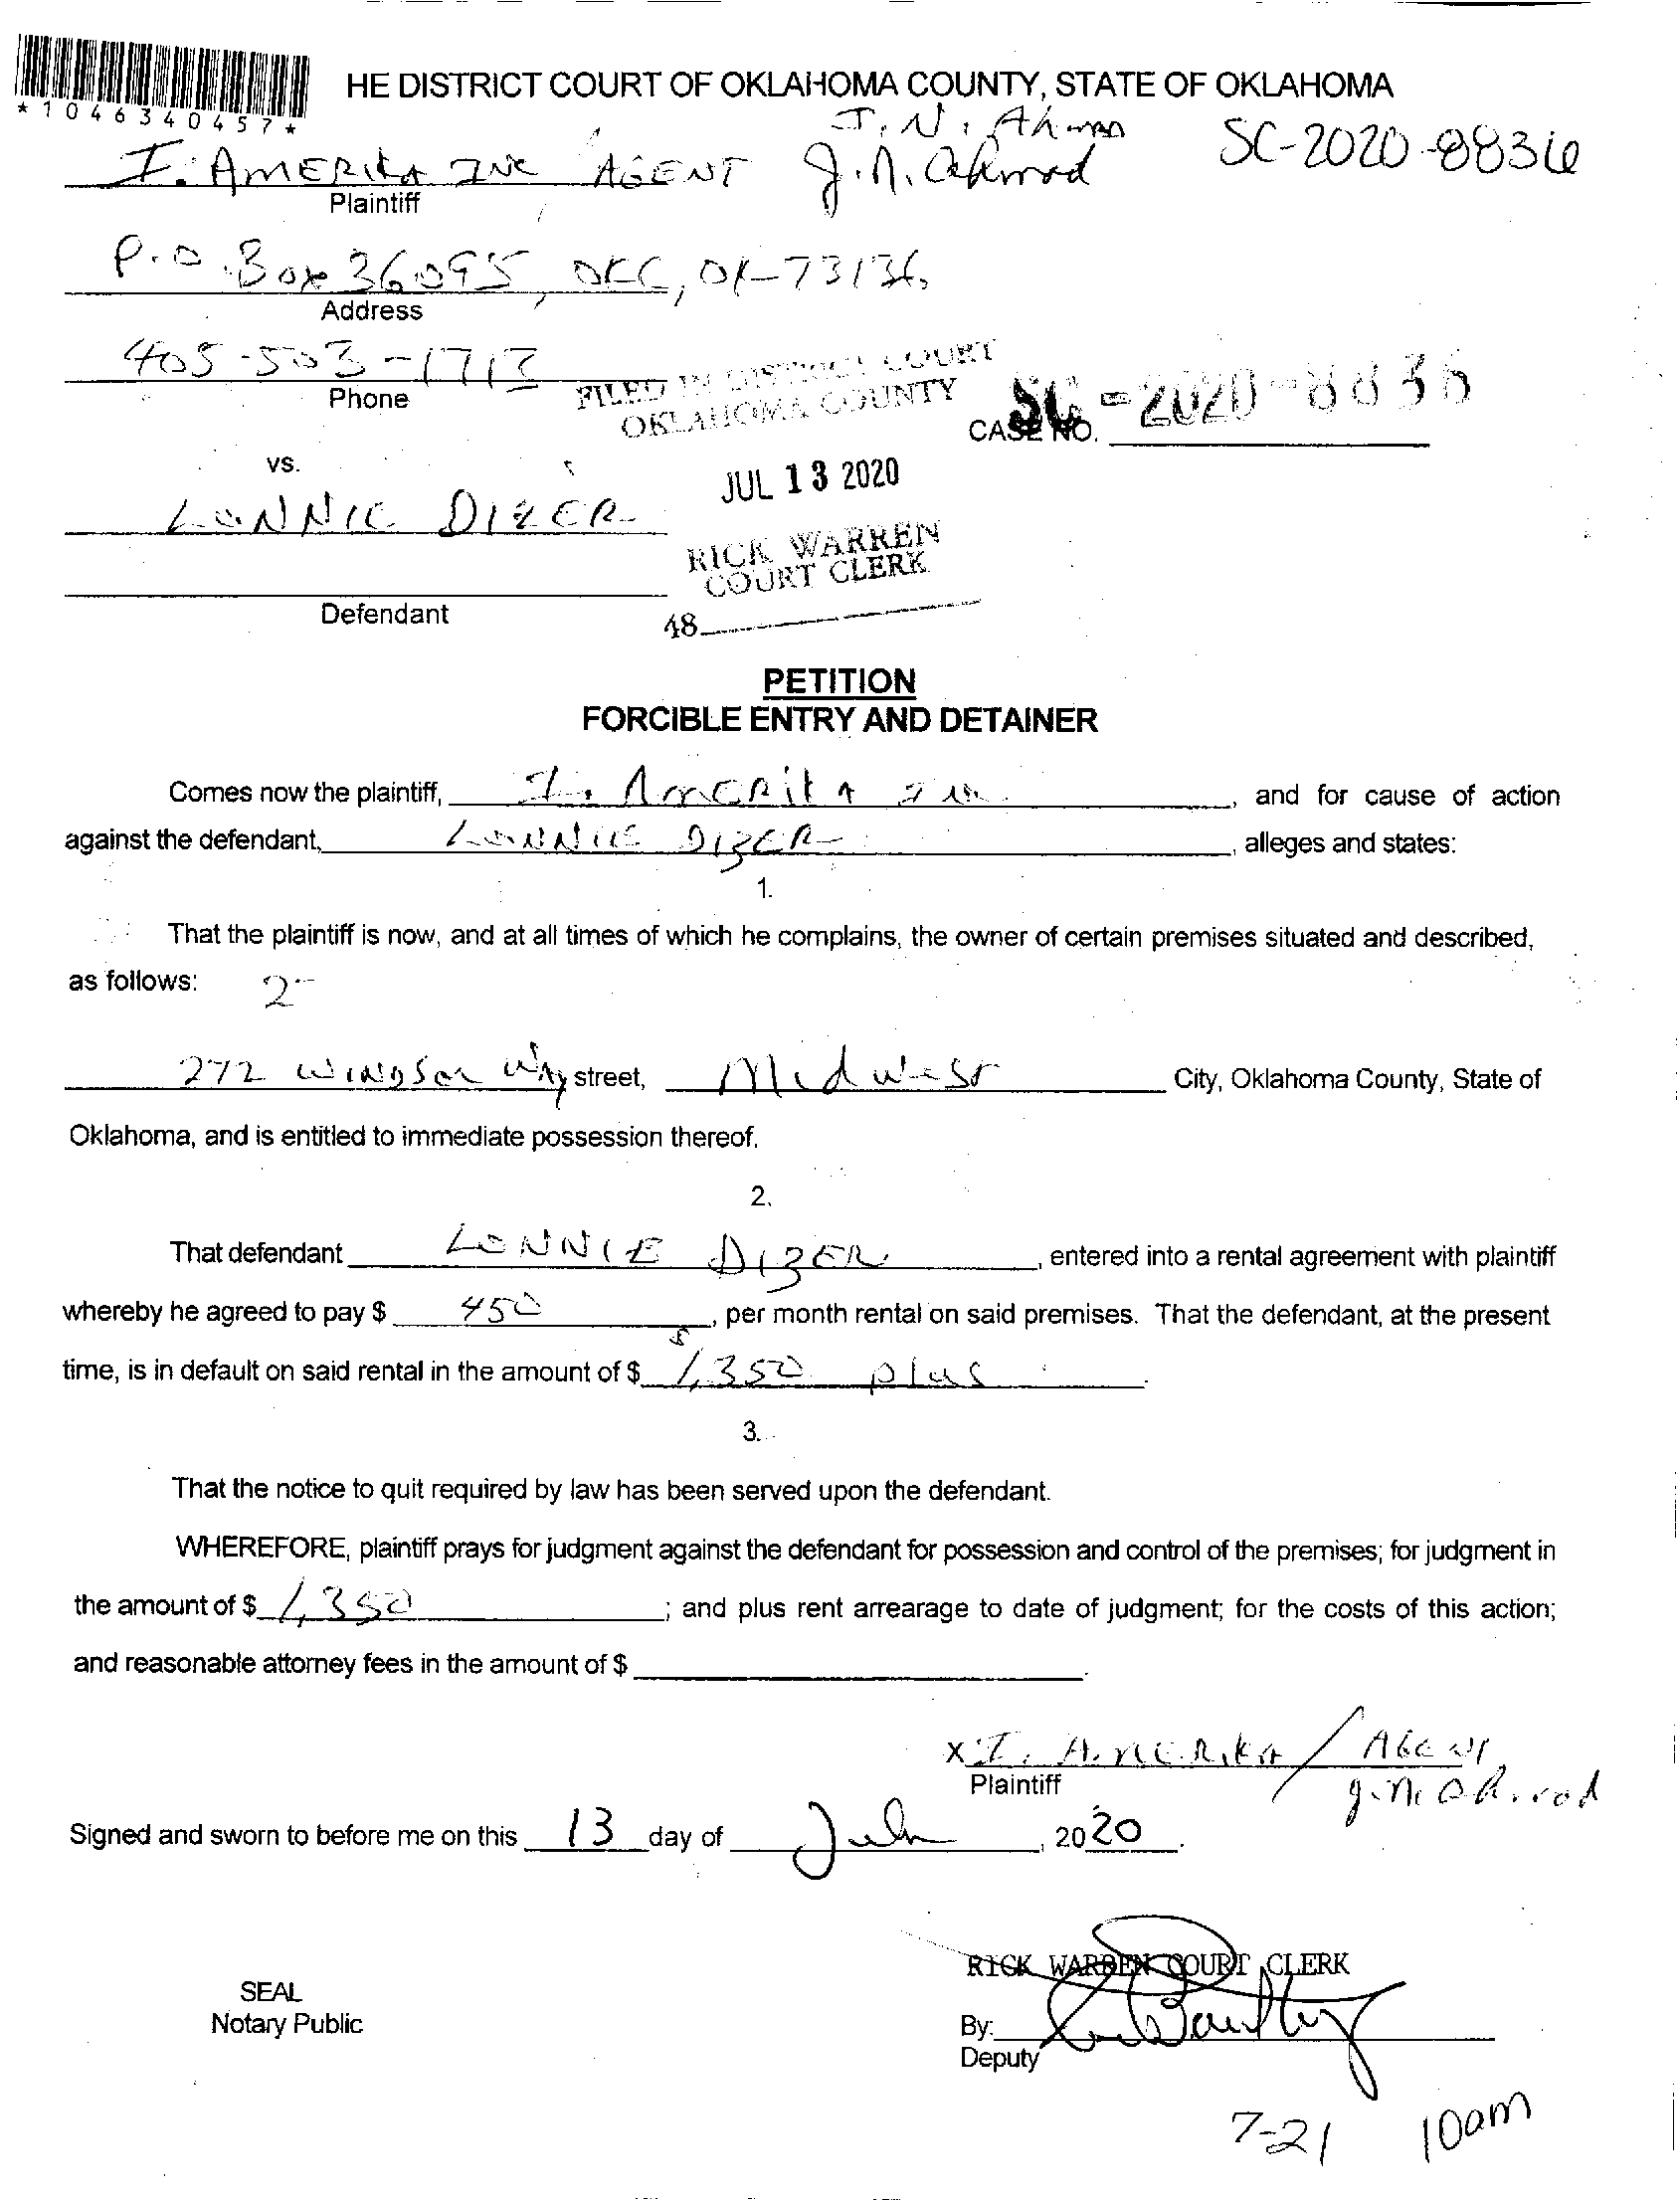 *1046340457*
HE DISTRICT COURT OF OKLAHOMA COUNTY, STATE OF OKLAHOMA
I. N. Ahmad
SC-2020-8836
I. AMERIKA INC AGENT J.N. Ahmad
Plaintiff
P.O. Box 36095, OKC, OK-73136
Address
405-503-1713
Phone
FILED IN DISTRICT COURT
OKLAHOMA COUNTY
CASE NO. SC-2020-8836
vs.
JUL 13 2020
LONNIE DIZER
RICK WARREN
COURT CLERK
Defendant
48
PETITION
FORCIBLE ENTRY AND DETAINER
Comes now the plaintiff, I. Amerika Inc. , and for cause of action
against the defendant, LONNIE DIZER , alleges and states:
1.
That the plaintiff is now, and at all times of which he complains, the owner of certain premises situated and described,
as follows: 2
272 WINDSOR WAY street, Midwest City, Oklahoma County, State of
Oklahoma, and is entitled to immediate possession thereof.
2.
That defendant LONNIE DIZER , entered into a rental agreement with plaintiff
whereby he agreed to pay $ 450 , per month rental on said premises. That the defendant, at the present
time, is in default on said rental in the amount of $ $1,350 plus .
3.
That the notice to quit required by law has been served upon the defendant.
WHEREFORE, plaintiff prays for judgment against the defendant for possession and control of the premises; for judgment in
the amount of $ 1,350 ; and plus rent arrearage to date of judgment; for the costs of this action;
and reasonable attorney fees in the amount of $ .
X I. AMERIKA / AGENT
Plaintiff
J.N. Ahmad
Signed and sworn to before me on this 13 day of July , 2020 .
RICK WARREN COURT CLERK
SEAL
Notary Public
By:
Deputy
7-21 10am